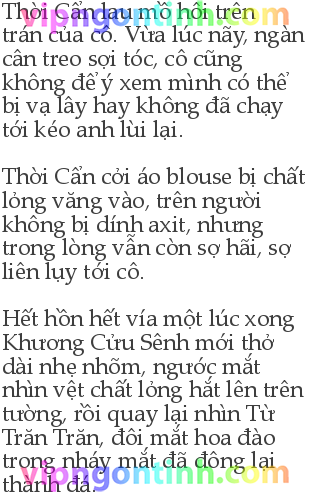 Thời Cẩn lau mồ hôi trên
trán của cô. Vừa lúc nãy, ngàn
cân treo sợi tóc, cô cũng
không để ý xem mình có thể
bị vạ lây hay không đã chạy
tới kéo anh lùi lại.
Thời Cẩn cởi áo blouse bị chất
lỏng văng vào, trên người
không bị dính axit, nhưng
trong lòng vẫn còn sợ hãi, sợ
liên lụy tới cô.
Hết hồn hết vía một lúc xong
Khương Cửu Sênh mới thở
dài nhẹ nhõm, ngước mắt
nhìn vệt chất lỏng hắt lên trên
tường, rồi quay lại nhìn Từ
Trăn Trăn, đôi mắt hoa đào
trong nháy mắt đã đông lại
thành đá.
vipngontinh.com
vipngontinh.com